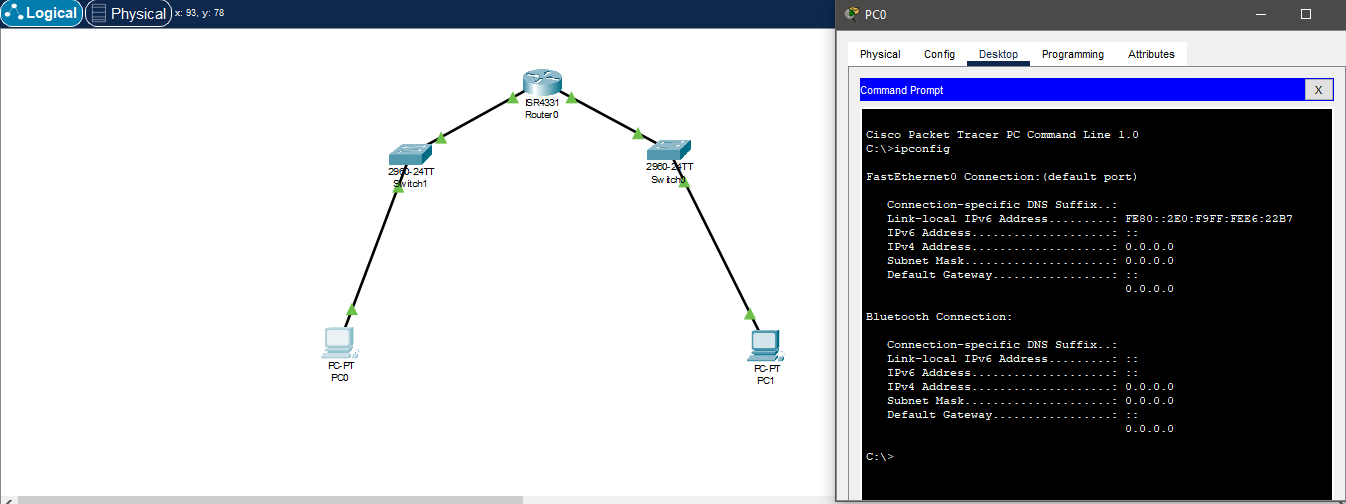 Logical Physical x: 93, y: 78
ISR4331
Router0
2960-24TT
Switch1
2960-24TT
Switch0
PC-PT
PC0
PC-PT
PC1
PC0
Physical Config Desktop Programming Attributes
Command Prompt X
Cisco Packet Tracer PC Command Line 1.0
C:\>ipconfig
FastEthernet0 Connection:(default port)
Connection-specific DNS Suffix..:
Link-local IPv6 Address.........: FE80::2E0:F9FF:FEE6:22B7
IPv6 Address....................: ::
IPv4 Address....................: 0.0.0.0
Subnet Mask.....................: 0.0.0.0
Default Gateway.................: ::
0.0.0.0
Bluetooth Connection:
Connection-specific DNS Suffix..:
Link-local IPv6 Address.........: ::
IPv6 Address....................: ::
IPv4 Address....................: 0.0.0.0
Subnet Mask.....................: 0.0.0.0
Default Gateway.................: ::
0.0.0.0
C:\>